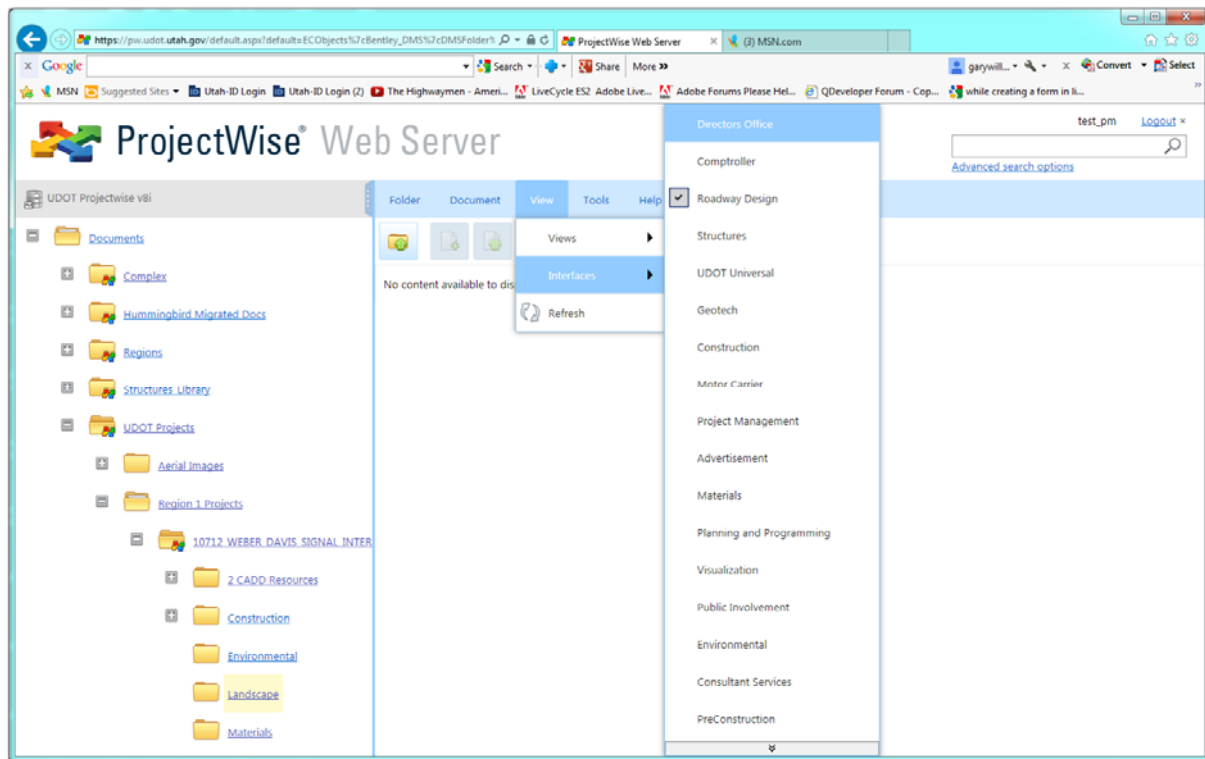 https://pw.udot.utah.gov/default.aspx?default=ECObjects%7cBentley_DMS%7cDMSFolder% ProjectWise Web Server × (3) MSN.com
x Google Search Share More » garywill... x Convert Select
MSN Suggested Sites Utah-ID Login Utah-ID Login (2) The Highwaymen - Ameri... LiveCycle ES2 Adobe Live... Adobe Forums Please Hel... QDeveloper Forum - Cop... while creating a form in li...
ProjectWise® Web Server
test_pm Logout ×
Advanced search options
UDOT Projectwise v8i
Folder Document View Tools Help
Documents
Complex
Hummingbird Migrated Docs
Regions
Structures Library
UDOT Projects
Aerial Images
Region 1 Projects
10712 WEBER DAVIS SIGNAL INTER
2 CADD Resources
Construction
Environmental
Landscape
Materials
No content available to dis
Views
Interfaces
Refresh
Directors Office
Comptroller
Roadway Design
Structures
UDOT Universal
Geotech
Construction
Motor Carrier
Project Management
Advertisement
Materials
Planning and Programming
Visualization
Public Involvement
Environmental
Consultant Services
PreConstruction